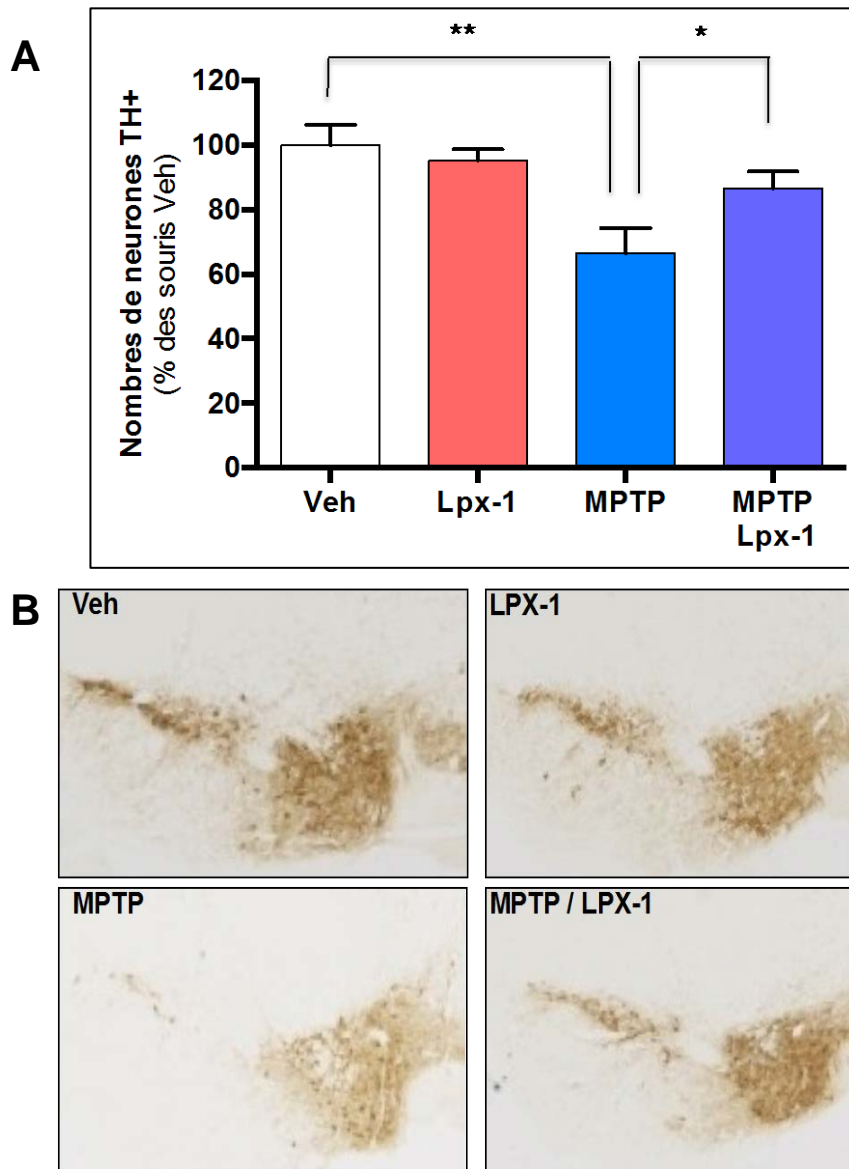 A
** *
Nombres de neurones TH+
(% des souris Veh)
120
100
80
60
40
20
0
Veh Lpx-1 MPTP MPTP
Lpx-1
B
Veh LPX-1
MPTP MPTP / LPX-1